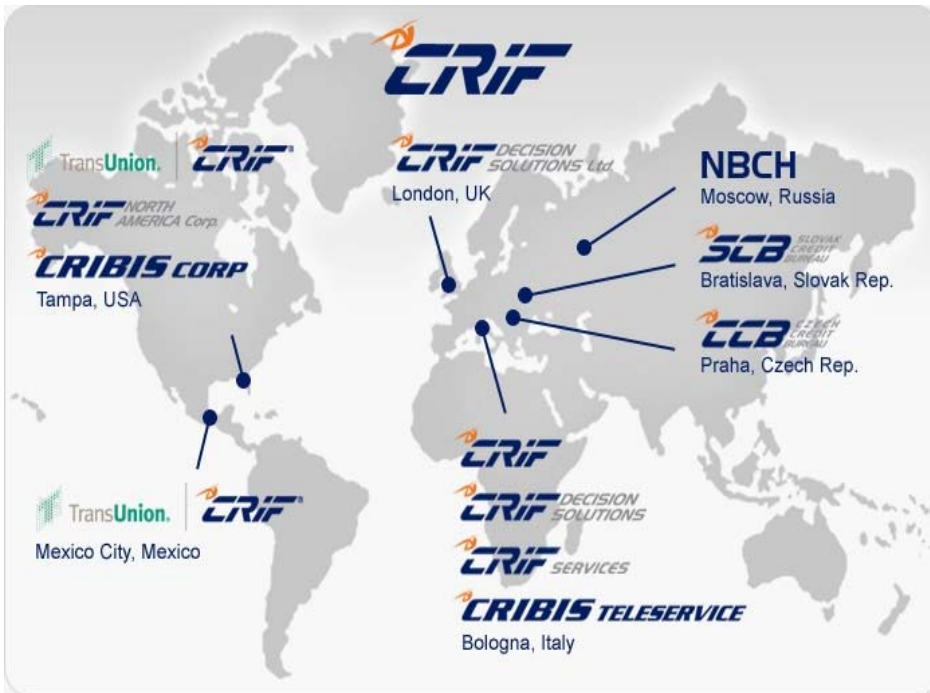 CRIF
TransUnion. CRIF
CRIF NORTH AMERICA Corp.
CRIBIS CORP
Tampa, USA
CRIF DECISION SOLUTIONS Ltd.
London, UK
NBCH
Moscow, Russia
SCB SLOVAK CREDIT BUREAU
Bratislava, Slovak Rep.
CCB CZECH CREDIT BUREAU
Praha, Czech Rep.
TransUnion. CRIF
Mexico City, Mexico
CRIF
CRIF DECISION SOLUTIONS
CRIF SERVICES
CRIBIS TELESERVICE
Bologna, Italy